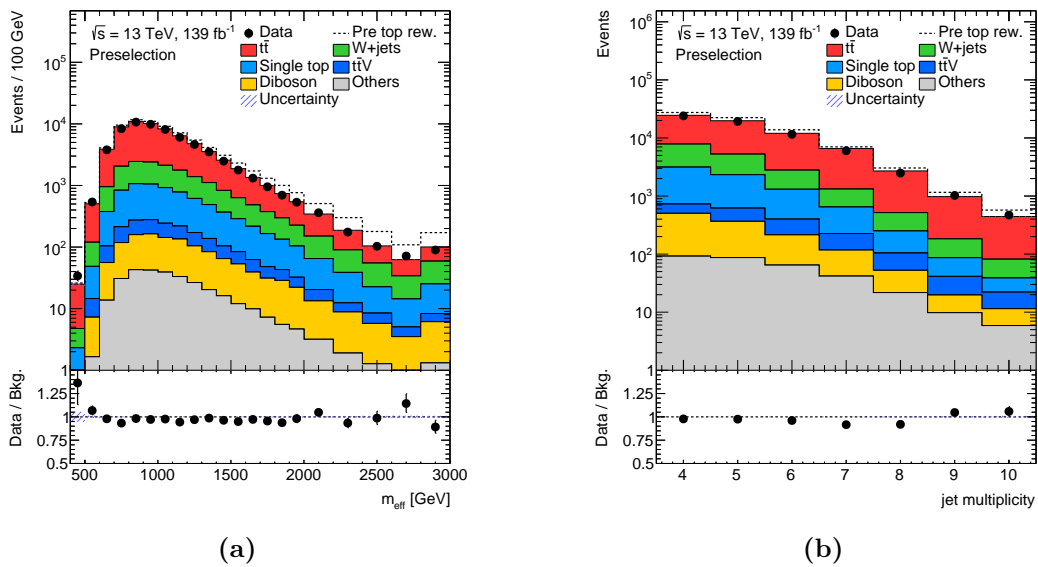 √s = 13 TeV, 139 fb⁻¹
Preselection
Data
tt̄
Single top
Diboson
Uncertainty
Pre top rew.
W+jets
tt̄V
Others
Events / 100 GeV
10⁵
10⁴
10³
10²
10
1
Data / Bkg.
1.25
1
0.75
0.5
500 1000 1500 2000 2500 3000
m_eff [GeV]
(a)
√s = 13 TeV, 139 fb⁻¹
Preselection
Data
tt̄
Single top
Diboson
Uncertainty
Pre top rew.
W+jets
tt̄V
Others
Events
10⁶
10⁵
10⁴
10³
10²
10
1
Data / Bkg.
1.25
1
0.75
0.5
4 5 6 7 8 9 10
jet multiplicity
(b)